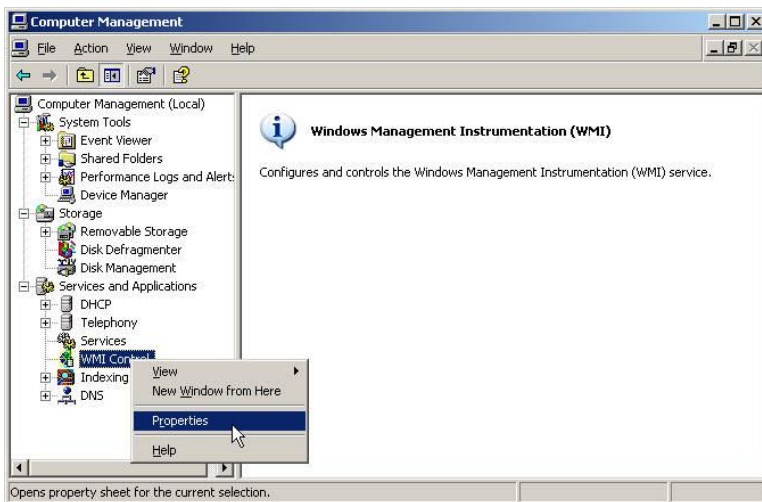 Computer Management
File Action View Window Help
Computer Management (Local)
System Tools
Event Viewer
Shared Folders
Performance Logs and Alert:
Device Manager
Storage
Removable Storage
Disk Defragmenter
Disk Management
Services and Applications
DHCP
Telephony
Services
WMI Control
Indexing
DNS
View
New Window from Here
Properties
Help
Windows Management Instrumentation (WMI)
Configures and controls the Windows Management Instrumentation (WMI) service.
Opens property sheet for the current selection.